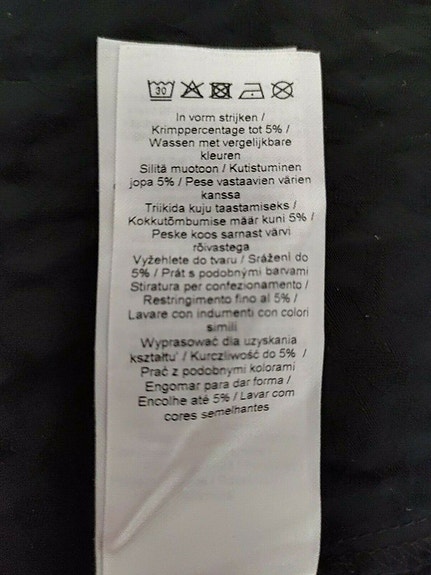 30
In vorm strijken /
Krimppercentage tot 5% /
Wassen met vergelijkbare
kleuren
Silitä muotoon / Kutistuminen
jopa 5% / Pese vastaavien värien
kanssa
Triikida kuju taastamiseks /
Kokkutõmbumise määr kuni 5% /
Peske koos sarnast värvi
rõivastega
Vyžehlete do tvaru / Srážení do
5% / Prát s podobnými barvami
Stiratura per confezionamento /
Restringimento fino al 5% /
Lavare con indumenti con colori
simili
Wyprasować dla uzyskania
kształtu / Kurczliwość do 5% /
Prać z podobnymi kolorami
Engomar para dar forma /
Encolhe até 5% / Lavar com
cores semelhantes